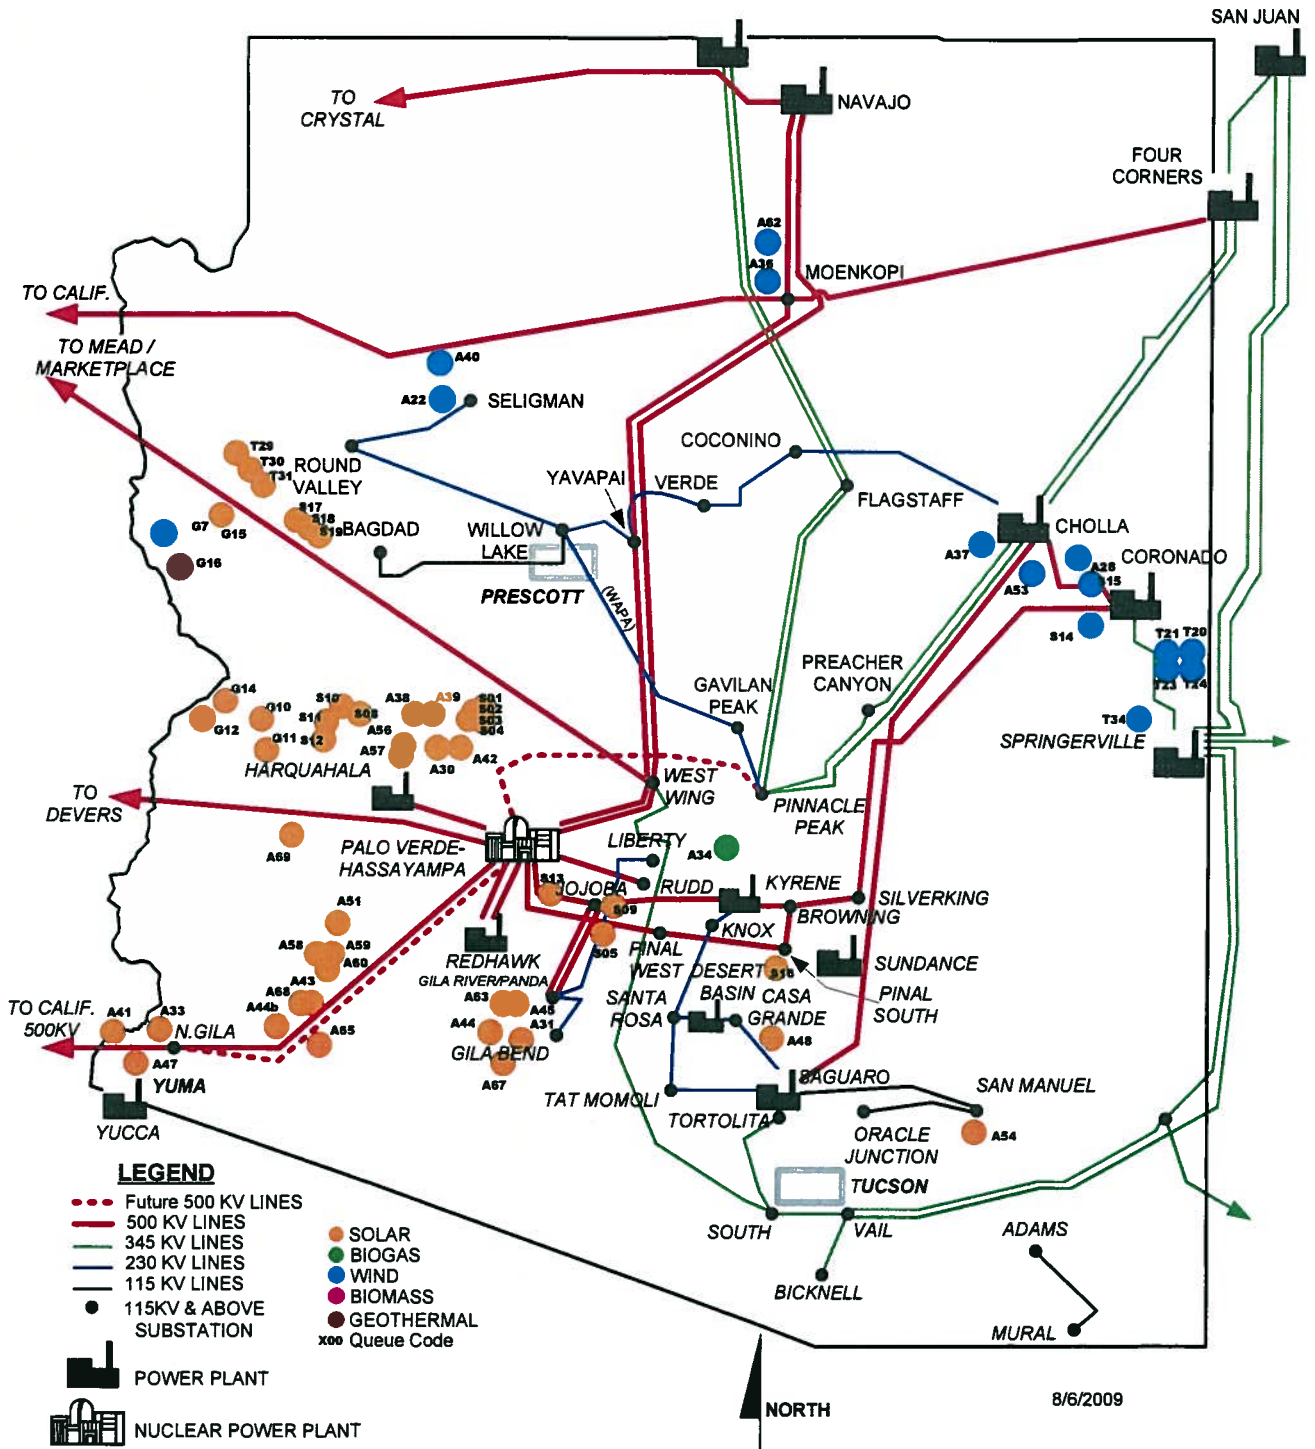 SAN JUAN
TO
CRYSTAL
NAVAJO
FOUR
CORNERS
A62
A36
MOENKOPI
TO CALIF.
TO MEAD /
MARKETPLACE
A40
A22
SELIGMAN
COCONINO
T29
T30
T31
ROUND
VALLEY
YAVAPAI
VERDE
FLAGSTAFF
S17
S18
S19
G7
G15
BAGDAD
WILLOW
LAKE
CHOLLA
A37
CORONADO
A28
S15
A53
G16
PRESCOTT
(WAPA)
S14
T21
T20
T23
T24
PREACHER
CANYON
GAVILAN
PEAK
G14
G10
G12
G11
S10
S11
S08
S12
A38
A39
S01
S02
S03
S04
A56
A57
A30
A42
T34
SPRINGERVILLE
HARQUAHALA
WEST
WING
PINNACLE
PEAK
TO
DEVERS
A69
PALO VERDE-
HASSAYAMPA
LIBERTY
A34
S13
JOJOBA
RUDD
KYRENE
SILVERKING
S09
BROWNING
A51
KNOX
A58
A59
A60
REDHAWK
S05
PINAL
WEST
DESERT
BASIN
S16
SUNDANCE
GILA RIVER/PANDA
A68
A43
A44b
A63
A45
SANTA
ROSA
CASA
GRANDE
PINAL
SOUTH
TO CALIF.
500KV
A41
A33
N.GILA
A65
A44
A31
GILA BEND
A48
A47
YUMA
A67
SAGUARO
SAN MANUEL
YUCCA
TAT MOMOLI
TORTOLITA
ORACLE
JUNCTION
A54
TUCSON
SOUTH
VAIL
ADAMS
BICKNELL
MURAL
LEGEND
Future 500 KV LINES
500 KV LINES
345 KV LINES
230 KV LINES
115 KV LINES
115KV & ABOVE
SUBSTATION
POWER PLANT
NUCLEAR POWER PLANT
SOLAR
BIOGAS
WIND
BIOMASS
GEOTHERMAL
X00 Queue Code
NORTH
8/6/2009